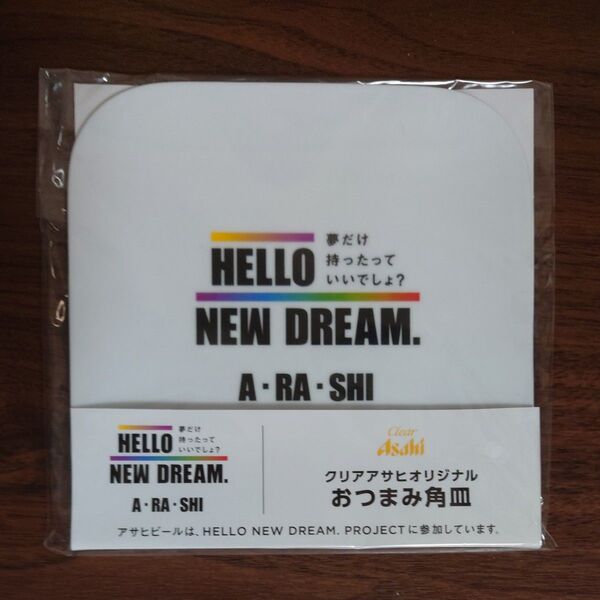 夢だけ
持ったって
HELLO いいでしょ?
NEW DREAM.
A・RA・SHI
夢だけ
持ったって
HELLO いいでしょ?
NEW DREAM.
A・RA・SHI
Clear
Asahi
クリアアサヒオリジナル
おつまみ角皿
アサヒビールは、HELLO NEW DREAM. PROJECTに参加しています。